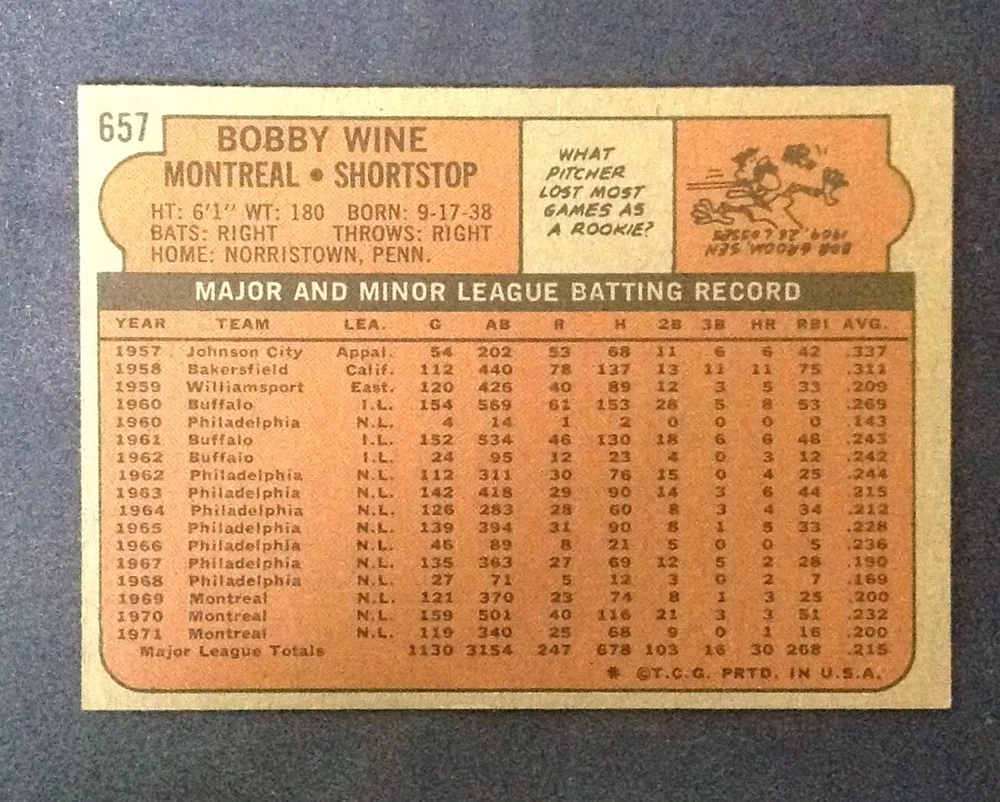 657
BOBBY WINE
MONTREAL • SHORTSTOP
HT: 6'1" WT: 180 BORN: 9-17-38
BATS: RIGHT THROWS: RIGHT
HOME: NORRISTOWN, PENN.
WHAT
PITCHER
LOST MOST
GAMES AS
A ROOKIE?
BOB GROOM, SEN
1909, 26 LOSSES
MAJOR AND MINOR LEAGUE BATTING RECORD
YEAR TEAM LEA. G AB R H 2B 3B HR RBI AVG.
1957 Johnson City Appal. 54 202 53 68 11 6 6 42 .337
1958 Bakersfield Calif. 112 440 78 137 13 11 11 75 .311
1959 Williamsport East. 120 426 40 89 12 3 5 33 .209
1960 Buffalo I.L. 154 569 61 153 28 5 8 53 .269
1960 Philadelphia N.L. 4 14 1 2 0 0 0 0 .143
1961 Buffalo I.L. 152 534 46 130 18 6 6 48 .243
1962 Buffalo I.L. 24 95 12 23 4 0 3 12 .242
1962 Philadelphia N.L. 112 311 30 76 15 0 4 25 .244
1963 Philadelphia N.L. 142 418 29 90 14 3 6 44 .215
1964 Philadelphia N.L. 126 283 28 60 8 3 4 34 .212
1965 Philadelphia N.L. 139 394 31 90 8 1 5 33 .228
1966 Philadelphia N.L. 46 89 8 21 5 0 0 5 .236
1967 Philadelphia N.L. 135 363 27 69 12 5 2 28 .190
1968 Philadelphia N.L. 27 71 5 12 3 0 2 7 .169
1969 Montreal N.L. 121 370 23 74 8 1 3 25 .200
1970 Montreal N.L. 159 501 40 116 21 3 3 51 .232
1971 Montreal N.L. 119 340 25 68 9 0 1 16 .200
Major League Totals 1130 3154 247 678 103 16 30 268 .215
* ©T.C.G. PRTD. IN U.S.A.